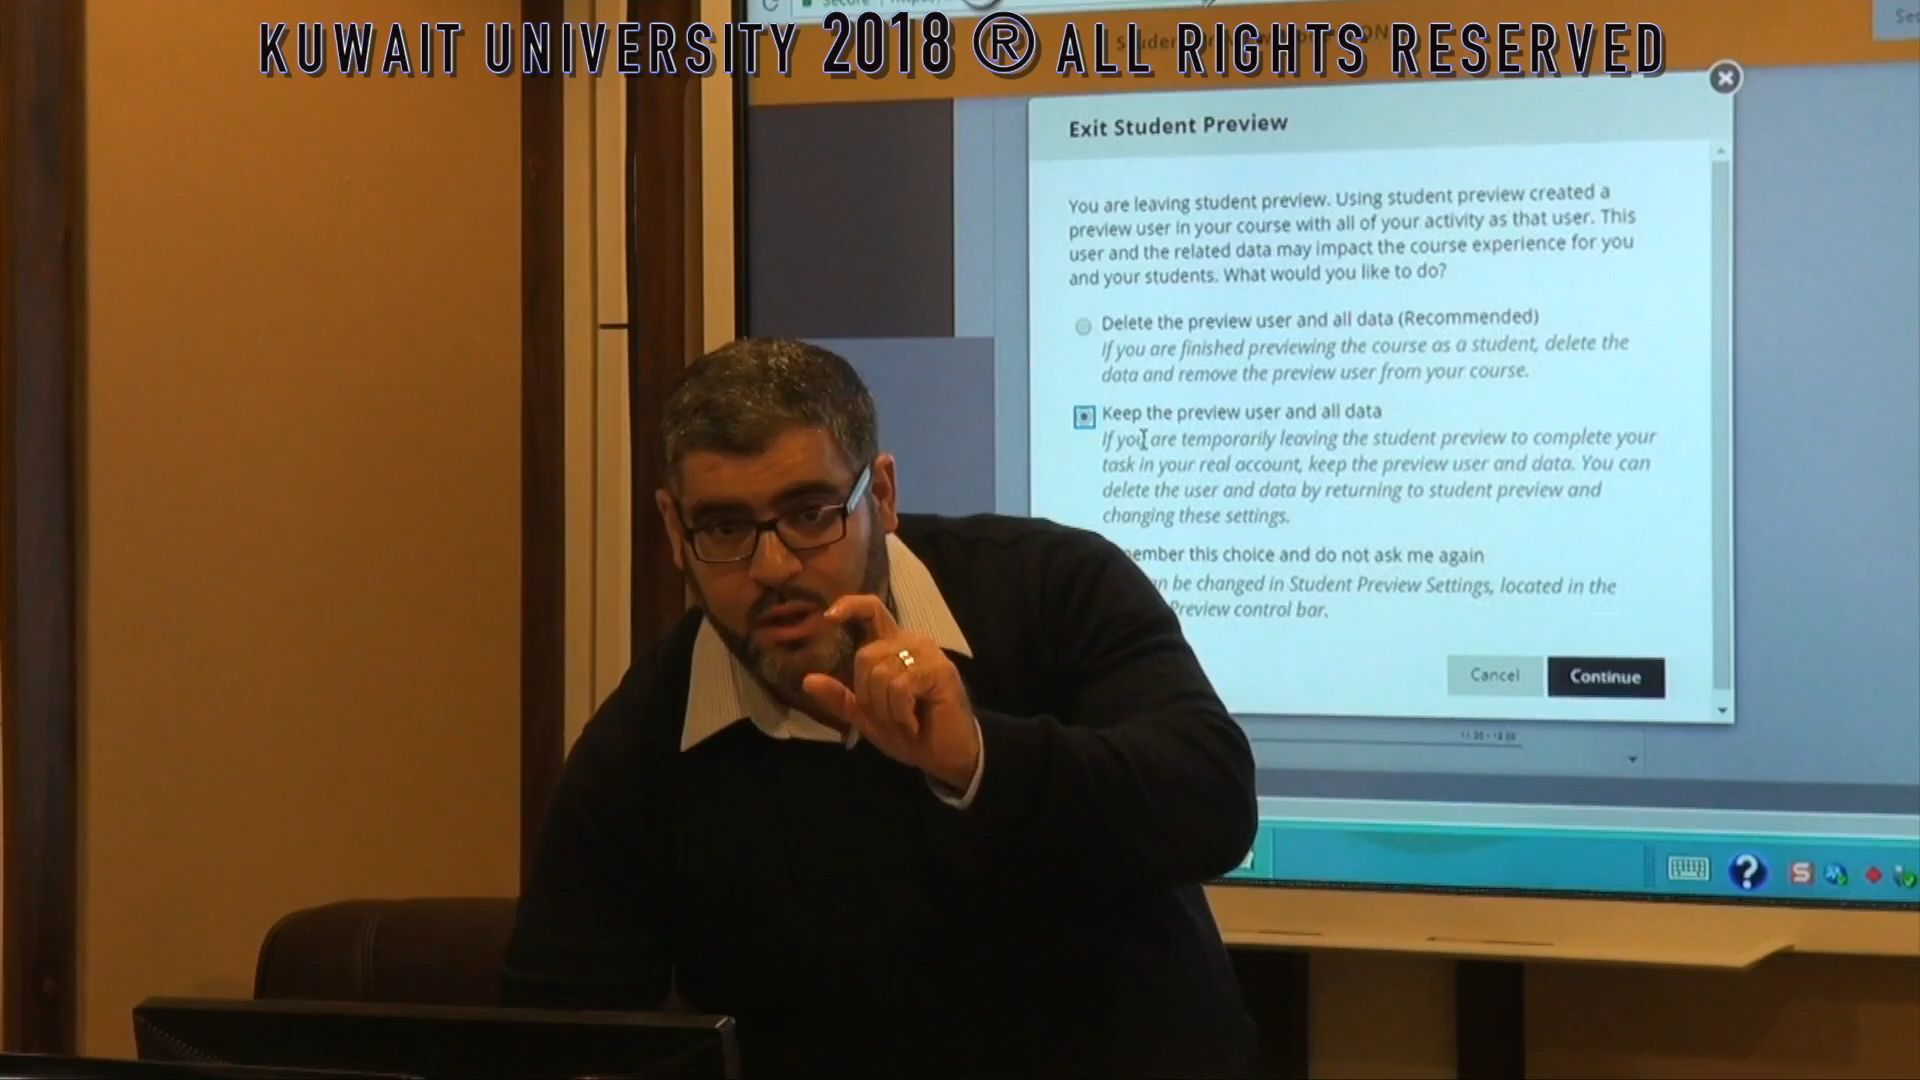 KUWAIT UNIVERSITY 2018 ® ALL RIGHTS RESERVED
Exit Student Preview
You are leaving student preview. Using student preview created a
preview user in your course with all of your activity as that user. This
user and the related data may impact the course experience for you
and your students. What would you like to do?
Delete the preview user and all data (Recommended)
If you are finished previewing the course as a student, delete the
data and remove the preview user from your course.
Keep the preview user and all data
If you are temporarily leaving the student preview to complete your
task in your real account, keep the preview user and data. You can
delete the user and data by returning to student preview and
changing these settings.
this choice and do not ask me again
be changed in Student Preview Settings, located in the
Preview control bar.
Cancel
Continue